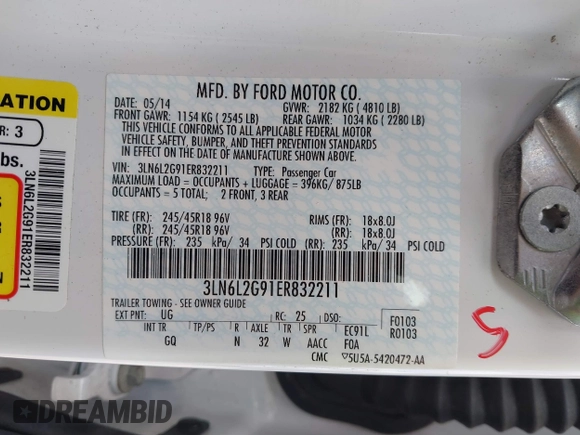 MFD. BY FORD MOTOR CO.
DATE: 05/14 GVWR: 2182 KG ( 4810 LB)
FRONT GAWR: 1154 KG ( 2545 LB) REAR GAWR: 1034 KG ( 2280 LB)
THIS VEHICLE CONFORMS TO ALL APPLICABLE FEDERAL MOTOR
VEHICLE SAFETY, BUMPER, AND THEFT PREVENTION STANDARDS
IN EFFECT ON THE DATE OF MANUFACTURE SHOWN ABOVE.
VIN: 3LN6L2G91ER832211 TYPE: Passenger Car
MAXIMUM LOAD = OCCUPANTS + LUGGAGE = 396KG/ 875LB
OCCUPANTS = 5 TOTAL; 2 FRONT, 3 REAR
TIRE (FR): 245/45R18 96V RIMS (FR): 18x8.0J
(RR): 245/45R18 96V (RR): 18x8.0J
PRESSURE (FR): 235 kPa/ 34 PSI COLD (RR): 235 kPa/ 34 PSI COLD
3LN6L2G91ER832211
TRAILER TOWING - SEE OWNER GUIDE
EXT PNT: UG RC: 25 DSO: F0103
R0103
INT TR TP/PS R AXLE TR SPR EC91L
GQ N 32 W AACC FOA
CMC 5U5A-5420472-AA
ATION
R: 3
bs.
3LN6L2G91ER832211
5
DREAMBID